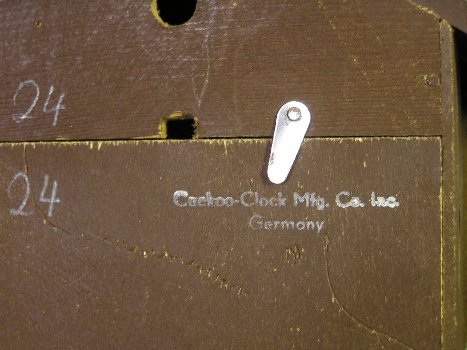 24
24
Cuckoo-Clock Mfg. Co. Inc.
Germany